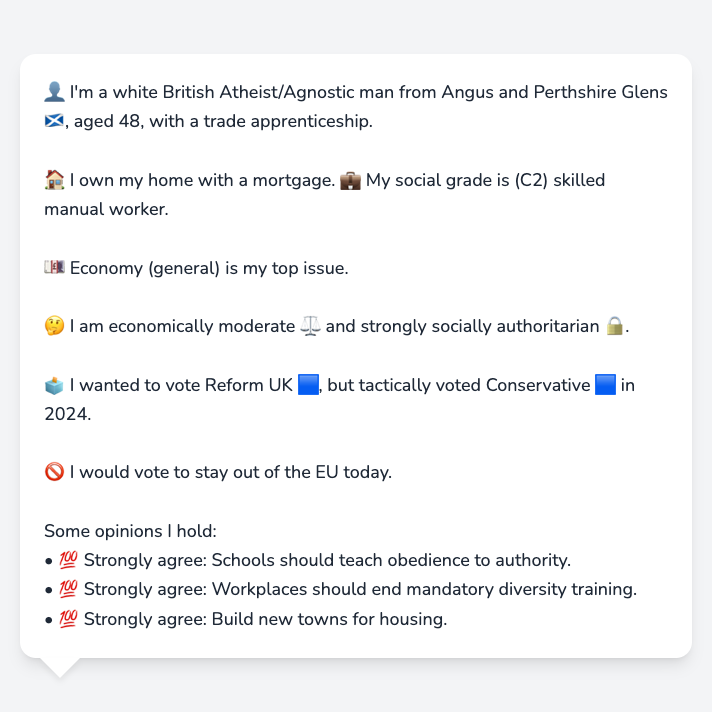 👤 I'm a white British Atheist/Agnostic man from Angus and Perthshire Glens
🏴󠁧󠁢󠁳󠁣󠁴󠁿, aged 48, with a trade apprenticeship.
🏠 I own my home with a mortgage. 💼 My social grade is (C2) skilled
manual worker.
💷 Economy (general) is my top issue.
🤔 I am economically moderate ⚖️ and strongly socially authoritarian 🔒.
🗳️ I wanted to vote Reform UK 🟦, but tactically voted Conservative 🟦 in
2024.
🚫 I would vote to stay out of the EU today.
Some opinions I hold:
• 💯 Strongly agree: Schools should teach obedience to authority.
• 💯 Strongly agree: Workplaces should end mandatory diversity training.
• 💯 Strongly agree: Build new towns for housing.